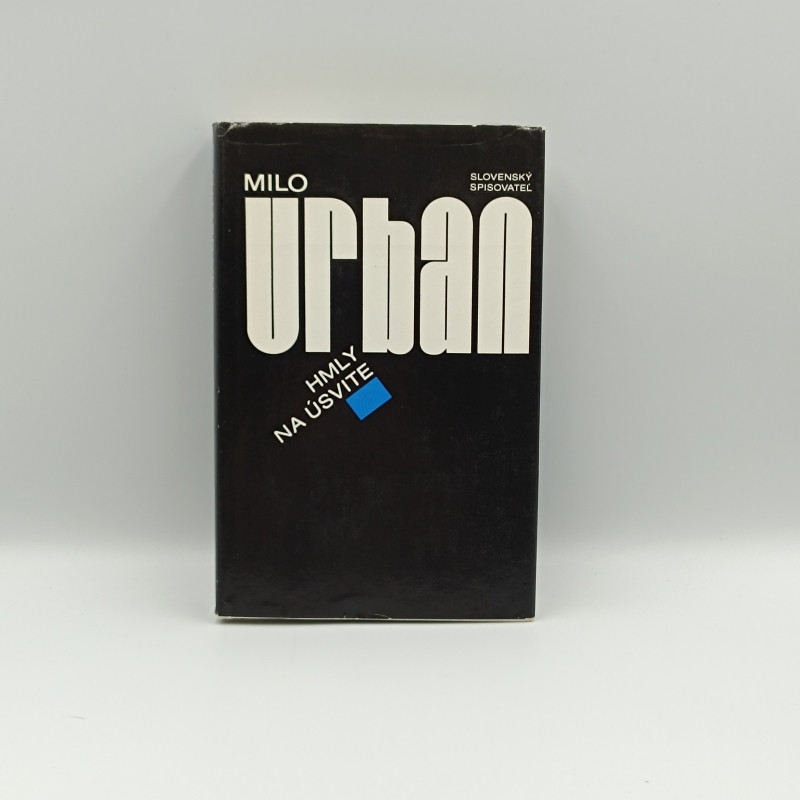 MILO
urban
SLOVENSKÝ
SPISOVATEĽ
HMLY
NA ÚSVITE